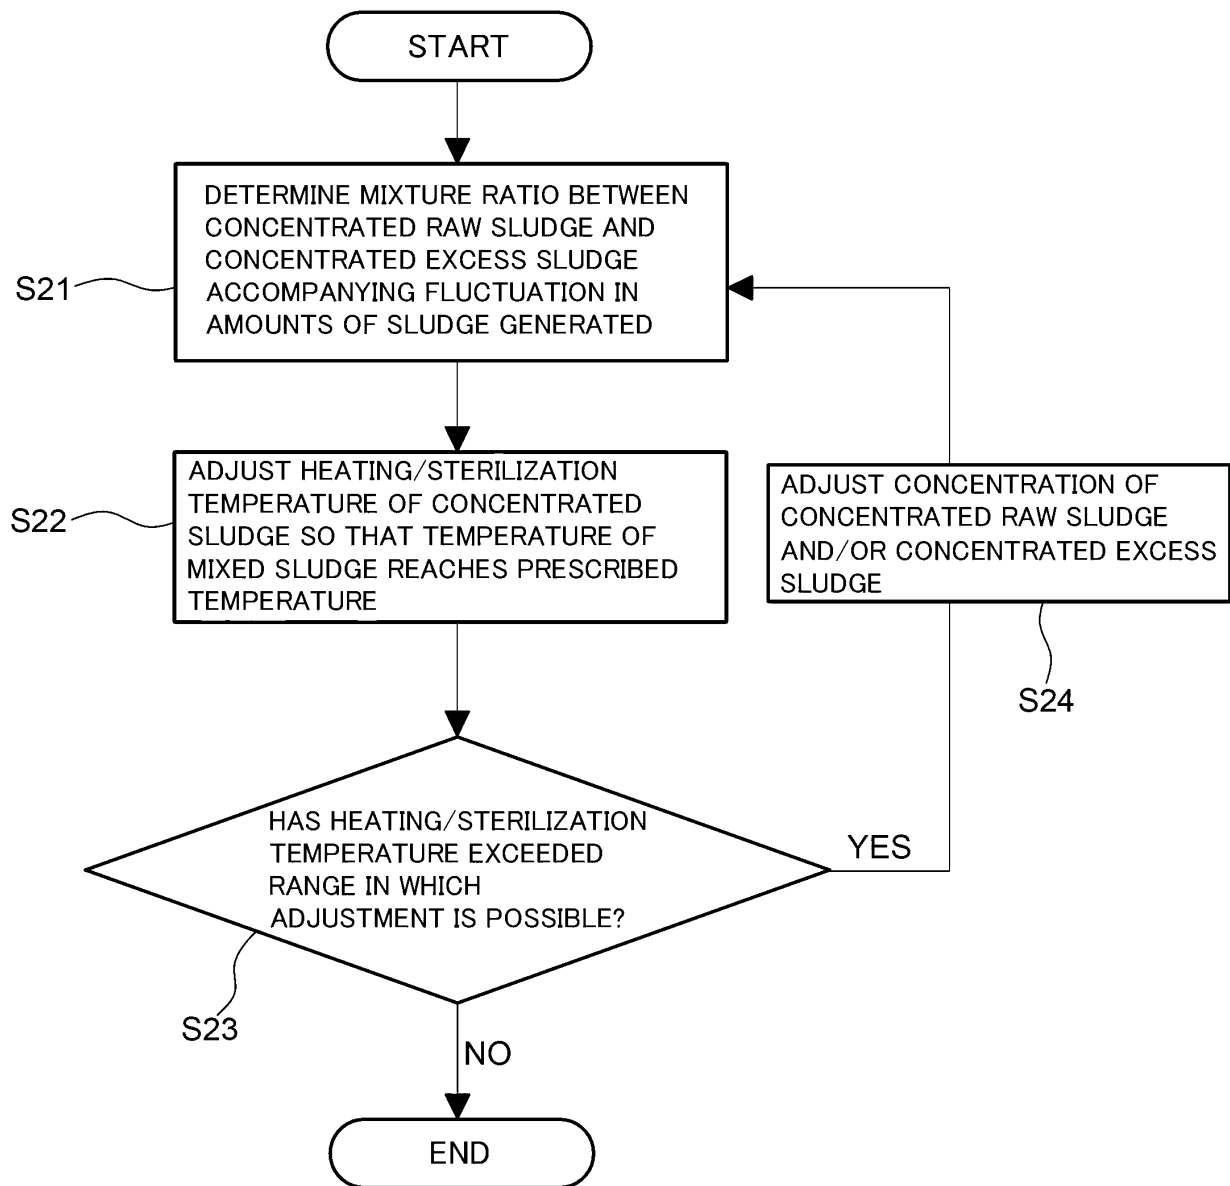 START
DETERMINE MIXTURE RATIO BETWEEN
CONCENTRATED RAW SLUDGE AND
CONCENTRATED EXCESS SLUDGE
ACCOMPANYING FLUCTUATION IN
AMOUNTS OF SLUDGE GENERATED
S21
ADJUST HEATING/STERILIZATION
TEMPERATURE OF CONCENTRATED
SLUDGE SO THAT TEMPERATURE OF
MIXED SLUDGE REACHES PRESCRIBED
TEMPERATURE
S22
ADJUST CONCENTRATION OF
CONCENTRATED RAW SLUDGE
AND/OR CONCENTRATED EXCESS
SLUDGE
S24
HAS HEATING/STERILIZATION
TEMPERATURE EXCEEDED
RANGE IN WHICH
ADJUSTMENT IS POSSIBLE?
YES
S23
NO
END